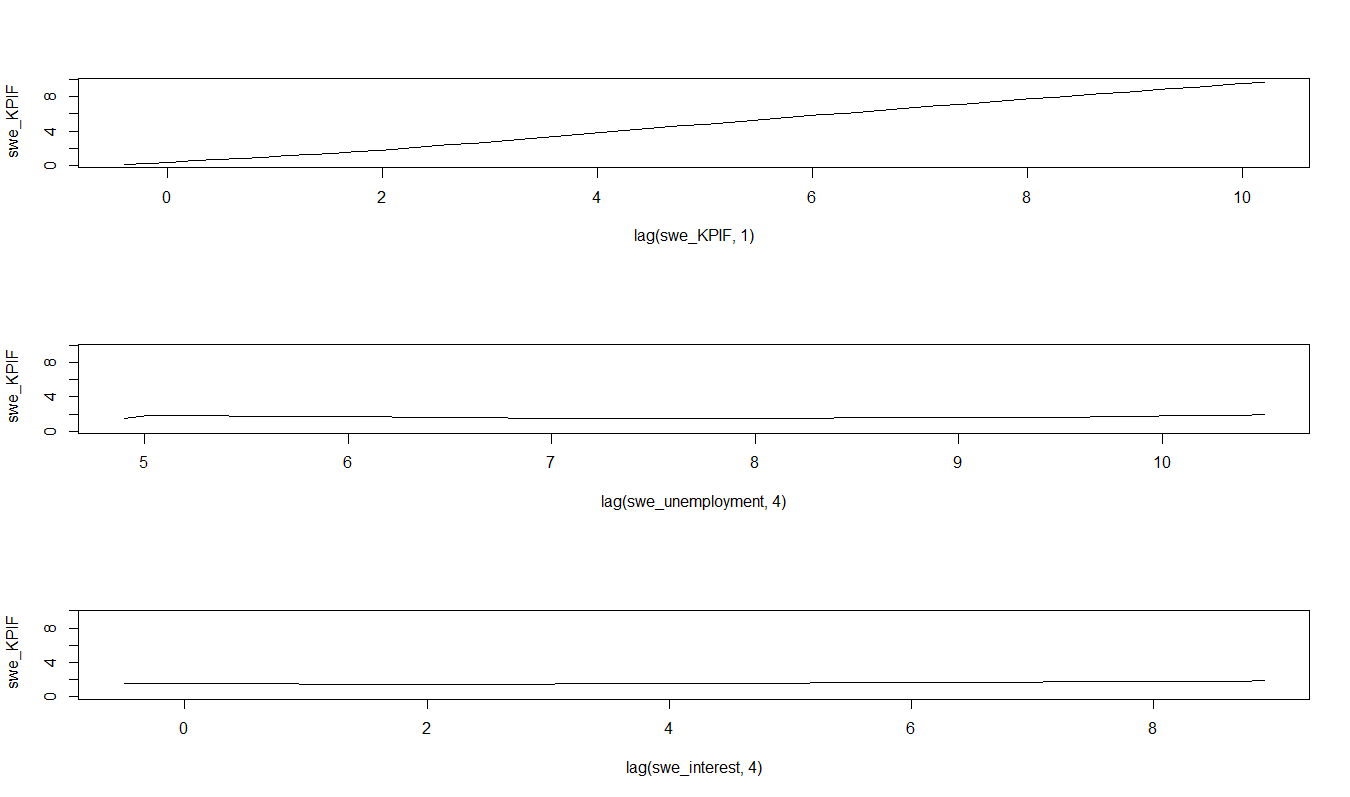 swe_KPIF
8
4
0
0 2 4 6 8 10
lag(swe_KPIF, 1)
swe_KPIF
8
4
0
5 6 7 8 9 10
lag(swe_unemployment, 4)
swe_KPIF
8
4
0
0 2 4 6 8
lag(swe_interest, 4)